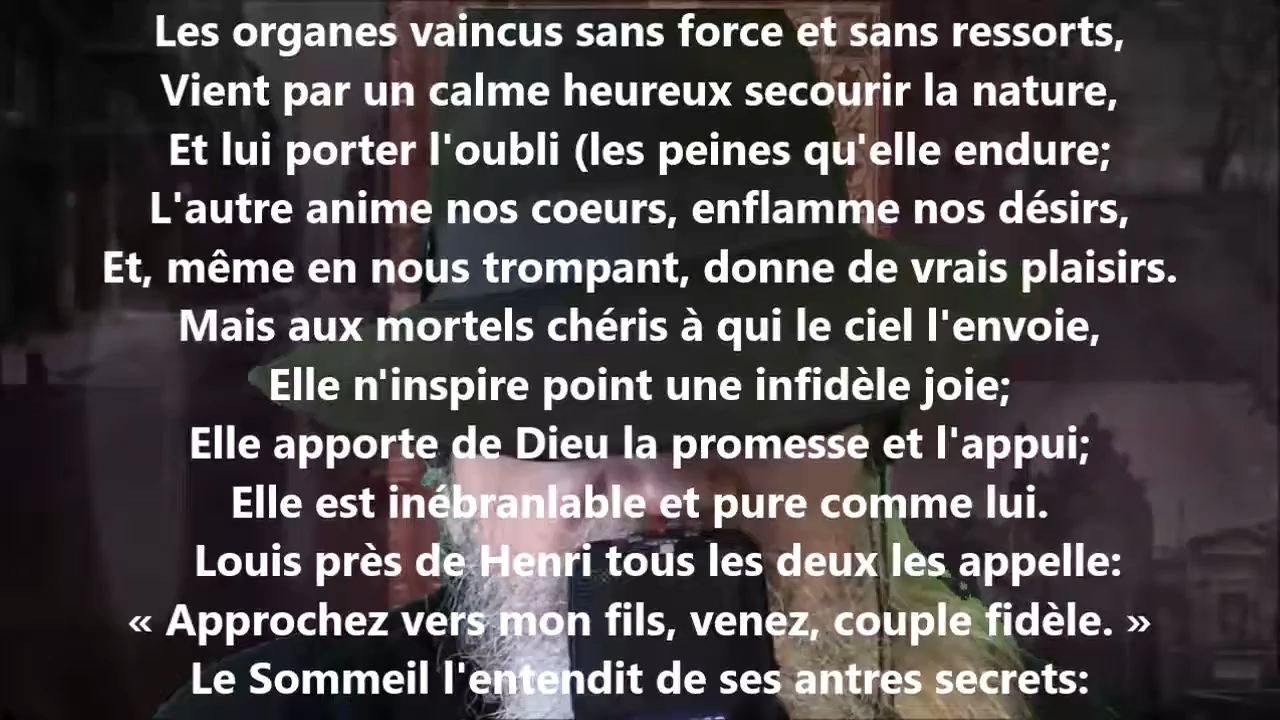 Les organes vaincus sans force et sans ressorts,
Vient par un calme heureux secourir la nature,
Et lui porter l'oubli (les peines qu'elle endure;
L'autre anime nos coeurs, enflamme nos désirs,
Et, même en nous trompant, donne de vrais plaisirs.
Mais aux mortels chéris à qui le ciel l'envoie,
Elle n'inspire point une infidèle joie;
Elle apporte de Dieu la promesse et l'appui;
Elle est inébranlable et pure comme lui.
Louis près de Henri tous les deux les appelle:
« Approchez vers mon fils, venez, couple fidèle. »
Le Sommeil l'entendit de ses antres secrets: